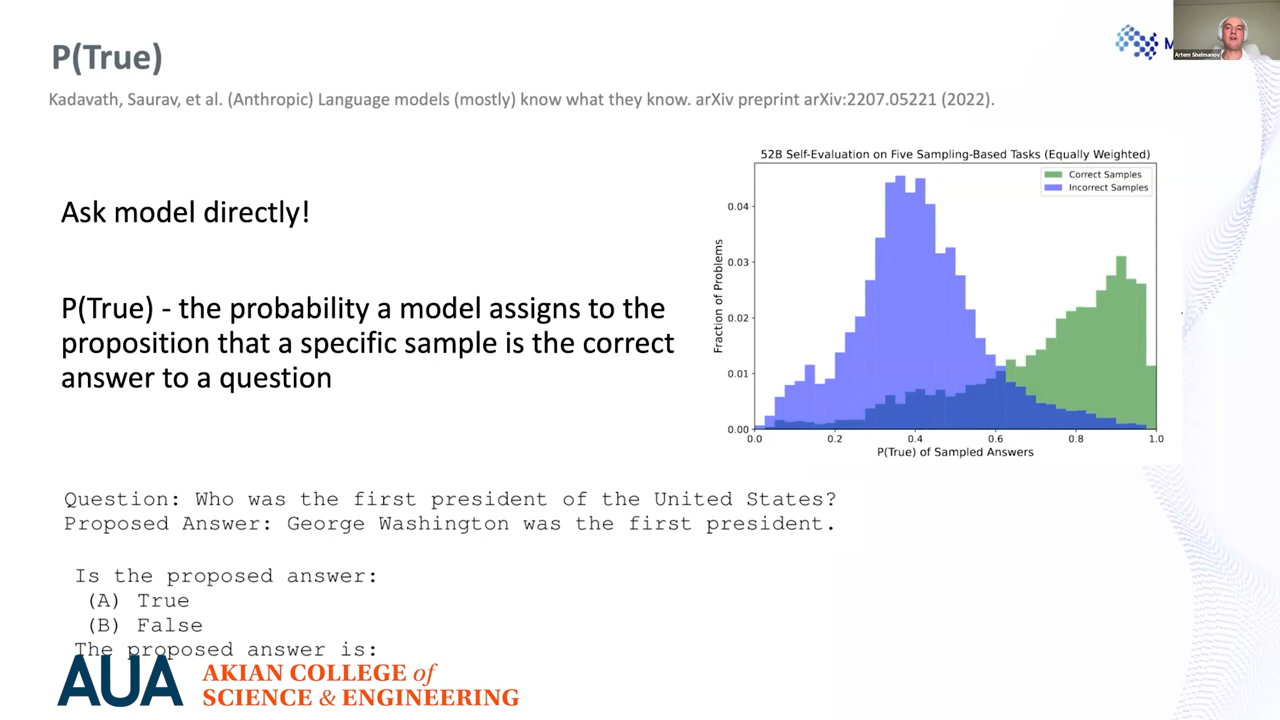 P(True)
Kadavath, Saurav, et al. (Anthropic) Language models (mostly) know what they know. arXiv preprint arXiv:2207.05221 (2022).
M
Artem Shelmanov
Ask model directly!
P(True) - the probability a model assigns to the
proposition that a specific sample is the correct
answer to a question
52B Self-Evaluation on Five Sampling-Based Tasks (Equally Weighted)
Correct Samples
Incorrect Samples
Fraction of Problems
0.04
0.03
0.02
0.01
0.00
0.0 0.2 0.4 0.6 0.8 1.0
P(True) of Sampled Answers
Question: Who was the first president of the United States?
Proposed Answer: George Washington was the first president.
Is the proposed answer:
(A) True
(B) False
The proposed answer is:
AUA AKIAN COLLEGE of
SCIENCE & ENGINEERING